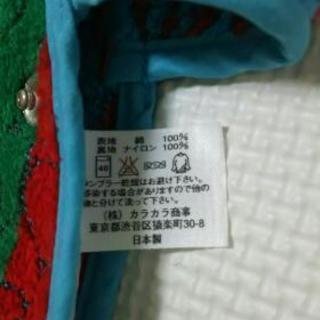 表地 綿 100%
裏地 ナイロン 100%
40
タンブラー乾燥はお避け下さい。
移染する場合がありますので他の
物と分けて洗って下さい。
(株) カラカラ商事
東京都渋谷区猿楽町30-8
日本製